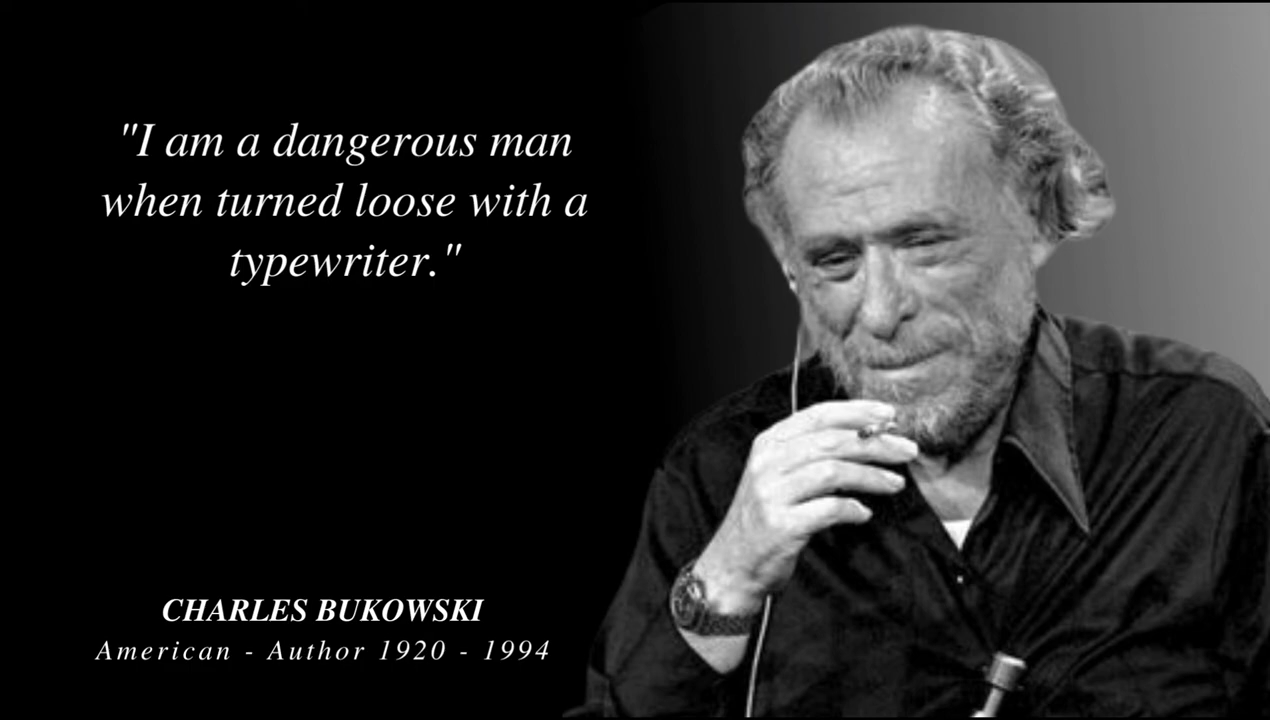 "I am a dangerous man
when turned loose with a
typewriter."
CHARLES BUKOWSKI
American - Author 1920 - 1994